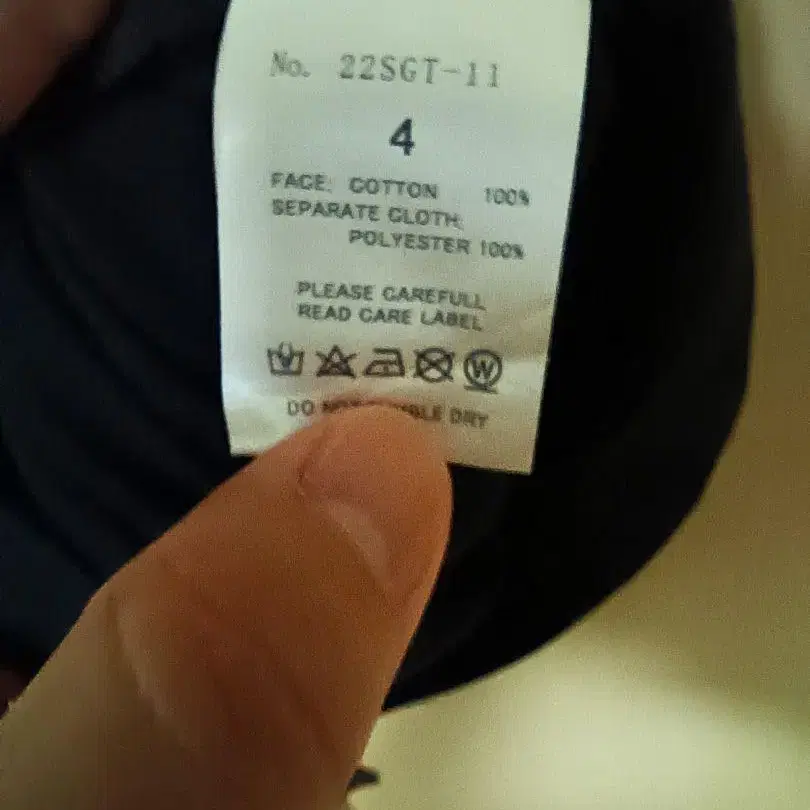 No. 22SGT-11
4
FACE: COTTON 100%
SEPARATE CLOTH:
POLYESTER 100%
PLEASE CAREFULL
READ CARE LABEL
W
DO DRY